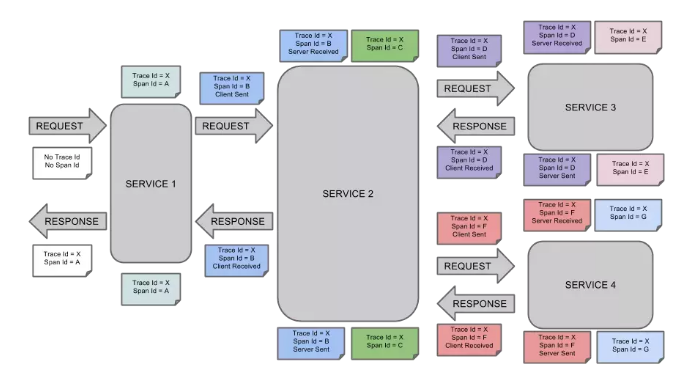 Trace Id = X
Span Id = A
REQUEST
No Trace Id
No Span Id
SERVICE 1
RESPONSE
Trace Id = X
Span Id = A
Trace Id = X
Span Id = A
Trace Id = X
Span Id = B
Client Sent
REQUEST
RESPONSE
Trace Id = X
Span Id = B
Client Received
Trace Id = X
Span Id = B
Server Received
Trace Id = X
Span Id = C
SERVICE 2
Trace Id = X
Span Id = B
Server Sent
Trace Id = X
Span Id = C
Trace Id = X
Span Id = D
Client Sent
REQUEST
RESPONSE
Trace Id = X
Span Id = D
Client Received
Trace Id = X
Span Id = D
Server Received
Trace Id = X
Span Id = E
SERVICE 3
Trace Id = X
Span Id = D
Server Sent
Trace Id = X
Span Id = E
Trace Id = X
Span Id = F
Client Sent
REQUEST
RESPONSE
Trace Id = X
Span Id = F
Client Received
Trace Id = X
Span Id = F
Server Received
Trace Id = X
Span Id = G
SERVICE 4
Trace Id = X
Span Id = F
Server Sent
Trace Id = X
Span Id = G